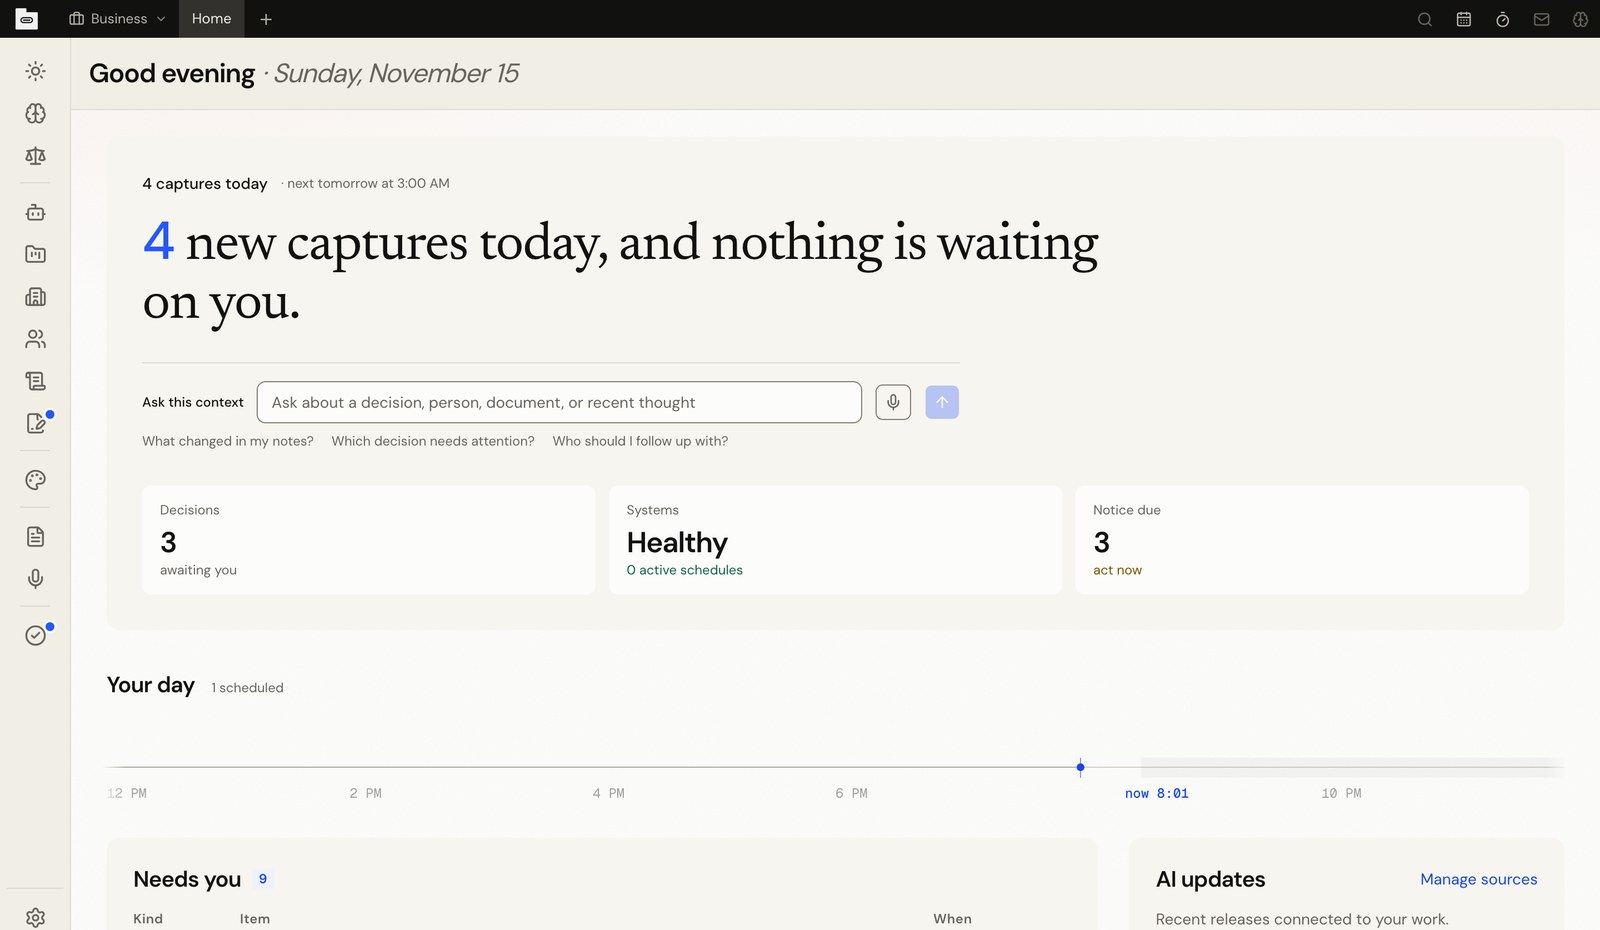 Business
Home
Good evening · Sunday, November 15
4 captures today · next tomorrow at 3:00 AM
4 new captures today, and nothing is waiting
on you.
Ask this context
Ask about a decision, person, document, or recent thought
What changed in my notes? Which decision needs attention? Who should I follow up with?
Decisions
3
awaiting you
Systems
Healthy
0 active schedules
Notice due
3
act now
Your day 1 scheduled
12 PM 2 PM 4 PM 6 PM now 8:01 10 PM
Needs you 9
Kind Item When
AI updates Manage sources
Recent releases connected to your work.